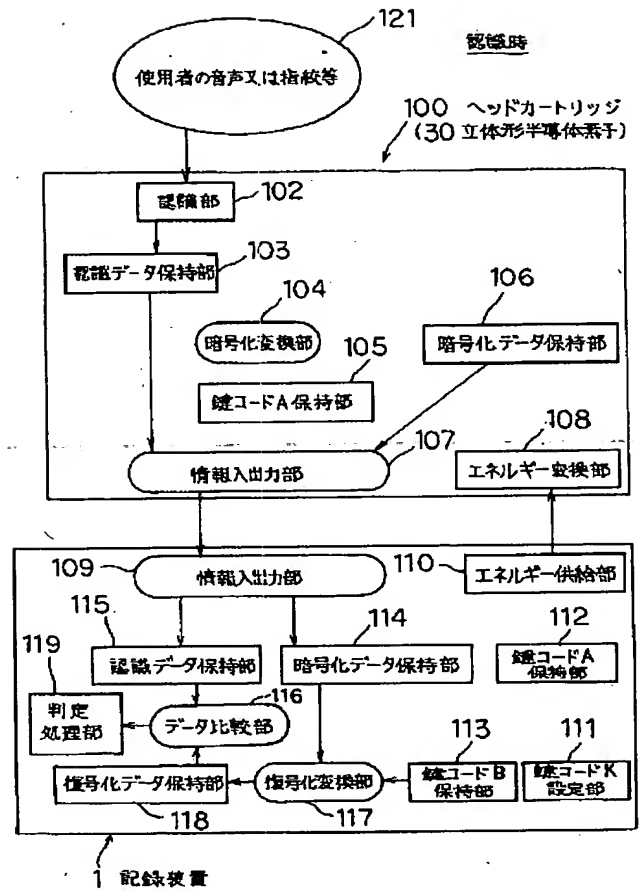 121
認識時
使用者の音声又は指紋等
100 ヘッドカートリッジ
(30 立体形半導体素子)
102
認識部
103
認識データ保持部
104
暗号化変換部
106
暗号化データ保持部
105
鍵コードA保持部
107
情報入出力部
108
エネルギー変換部
109
情報入出力部
110
エネルギー供給部
115
認識データ保持部
114
暗号化データ保持部
112
鍵コードA
保持部
119
判定
処理部
116
データ比較部
113
鍵コードB
保持部
111
鍵コードK
設定部
復号化データ保持部
118
復号化変換部
117
1 記録装置